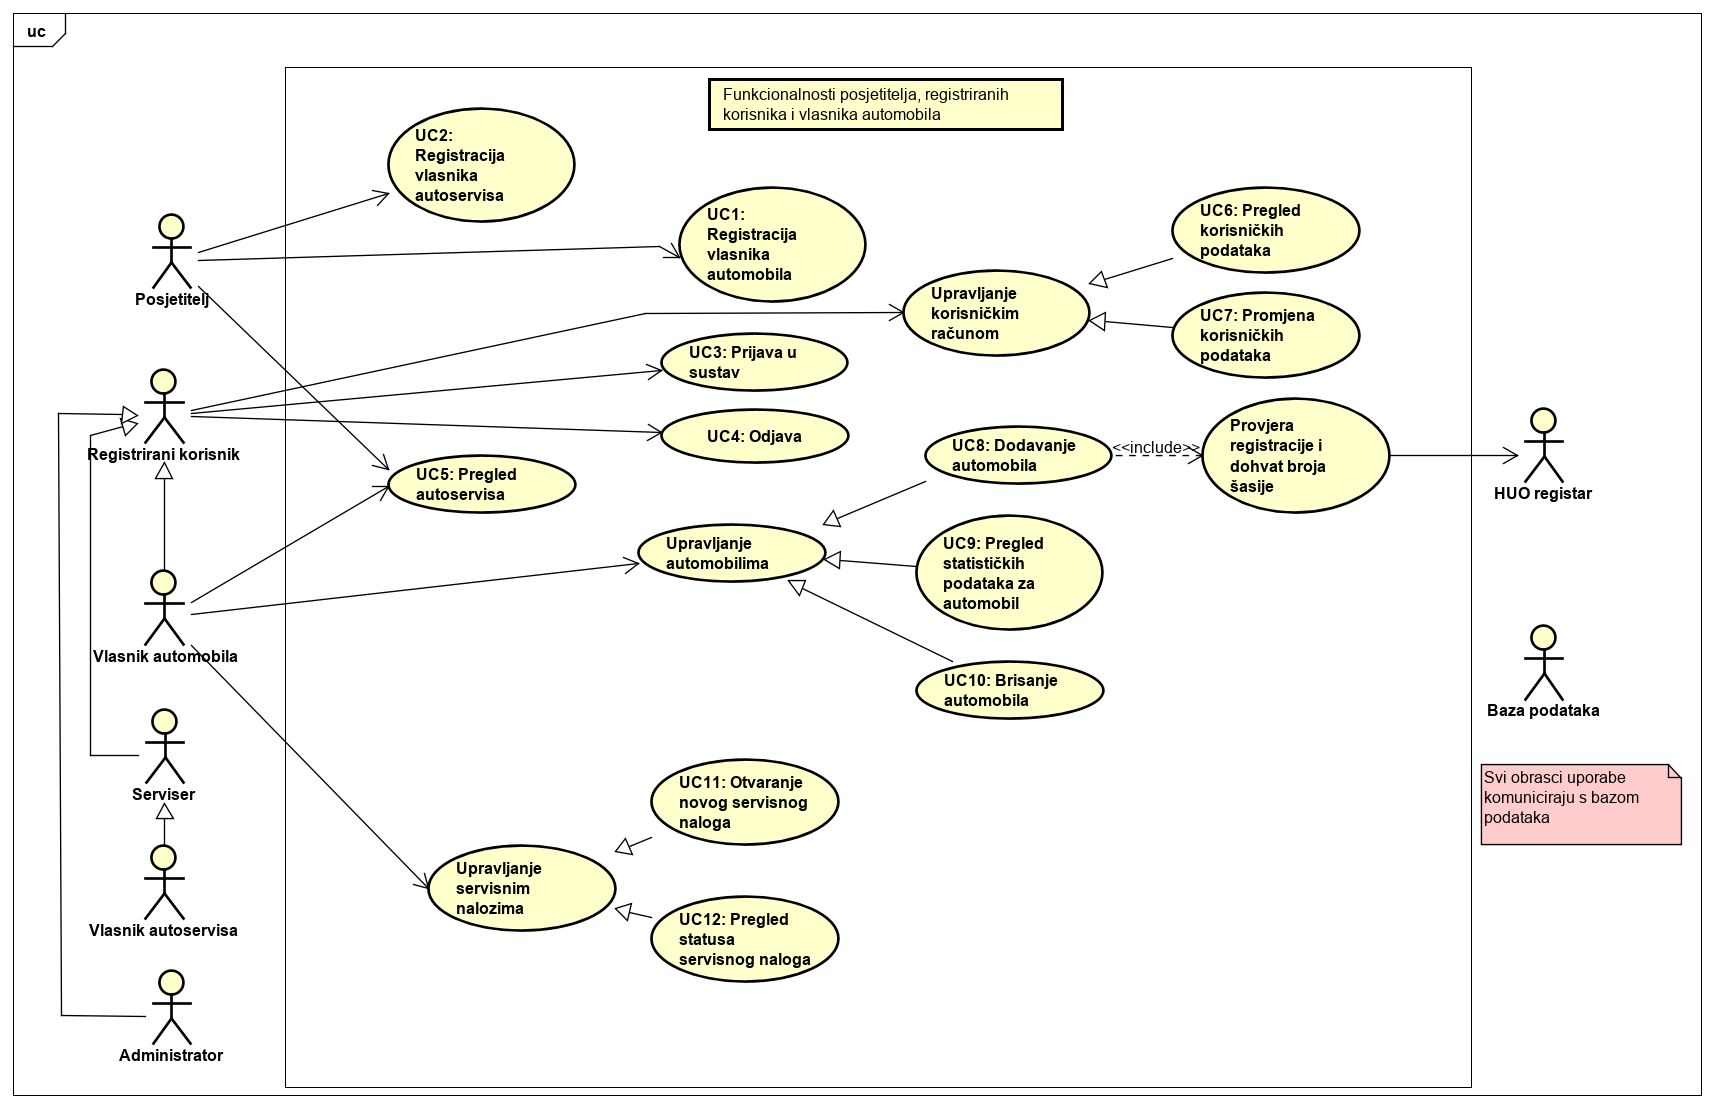 uc
Funkcionalnosti posjetitelja, registriranih
korisnika i vlasnika automobila
UC2:
Registracija
vlasnika
autoservisa
UC1:
Registracija
vlasnika
automobila
UC6: Pregled
korisničkih
podataka
Posjetitelj
Upravljanje
korisničkim
računom
UC7: Promjena
korisničkih
podataka
UC3: Prijava u
sustav
UC4: Odjava
Registrirani korisnik
UC5: Pregled
autoservisa
UC8: Dodavanje
automobila
<<include>>
Provjera
registracije i
dohvat broja
šasije
HUO registar
Upravljanje
automobilima
UC9: Pregled
statističkih
podataka za
automobil
Vlasnik automobila
UC10: Brisanje
automobila
Baza podataka
Svi obrasci uporabe
komuniciraju s bazom
podataka
Serviser
UC11: Otvaranje
novog servisnog
naloga
Upravljanje
servisnim
nalozima
UC12: Pregled
statusa
servisnog naloga
Vlasnik autoservisa
Administrator